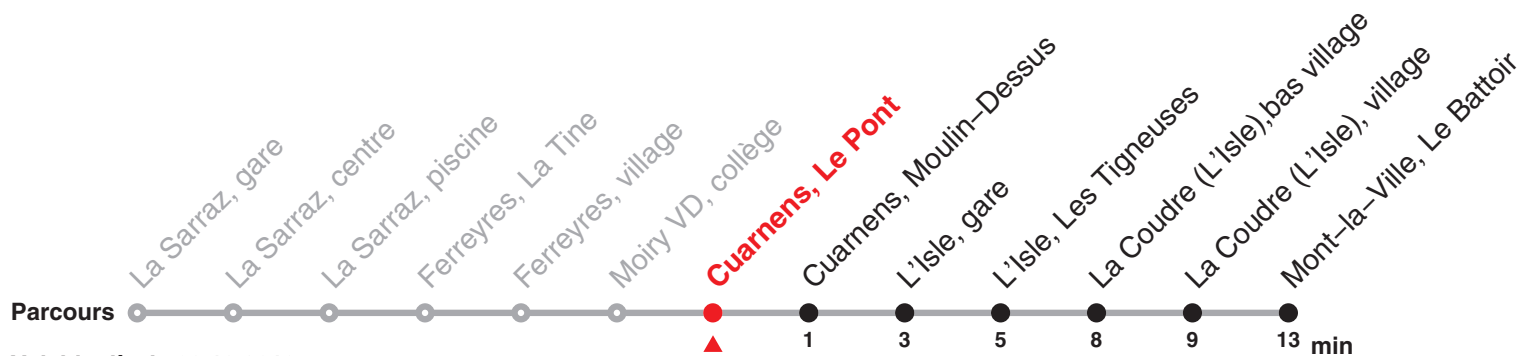 La Sarraz, gare
La Sarraz, centre
La Sarraz, piscine
Ferreyres, La Tine
Ferreyres, village
Moiry VD, collège
Cuarnens, Le Pont
Cuarnens, Moulin–Dessus
L'Isle, gare
L'Isle, Les Tigneuses
La Coudre (L'Isle),bas village
La Coudre (L'Isle), village
Mont–la–Ville, Le Battoir
Parcours
1 3 5 8 9 13 min